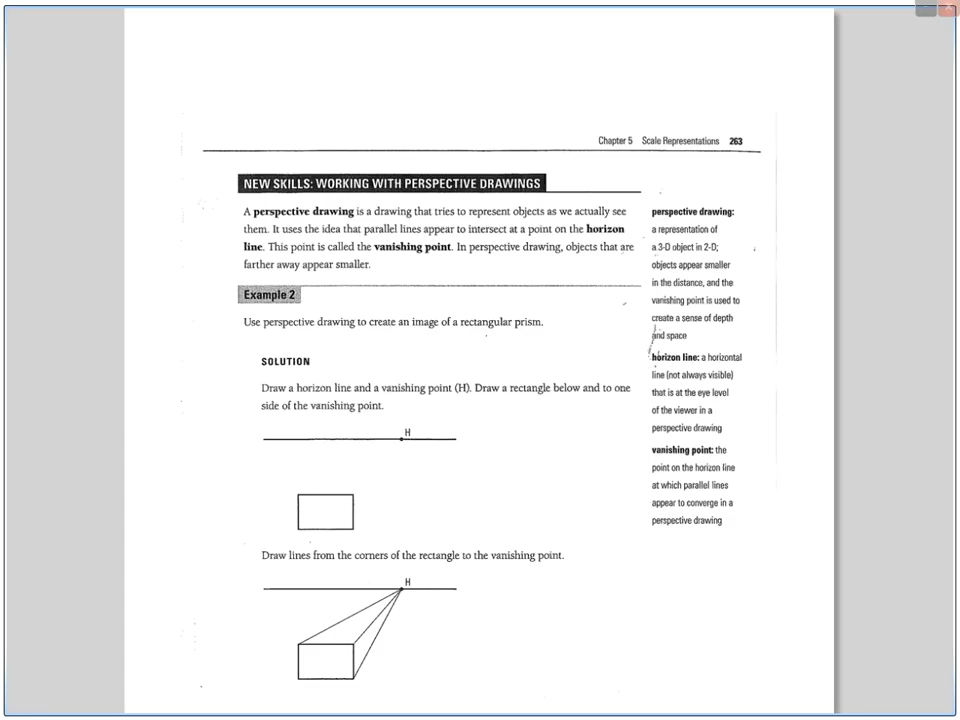 Chapter 5 Scale Representations 263
NEW SKILLS: WORKING WITH PERSPECTIVE DRAWINGS
A perspective drawing is a drawing that tries to represent objects as we actually see
them. It uses the idea that parallel lines appear to intersect at a point on the horizon
line. This point is called the vanishing point. In perspective drawing, objects that are
farther away appear smaller.
Example 2
Use perspective drawing to create an image of a rectangular prism.
SOLUTION
Draw a horizon line and a vanishing point (H). Draw a rectangle below and to one
side of the vanishing point.
H
Draw lines from the corners of the rectangle to the vanishing point.
H
perspective drawing:
a representation of
a 3-D object in 2-D;
objects appear smaller
in the distance, and the
vanishing point is used to
create a sense of depth
and space
horizon line: a horizontal
line (not always visible)
that is at the eye level
of the viewer in a
perspective drawing
vanishing point: the
point on the horizon line
at which parallel lines
appear to converge in a
perspective drawing